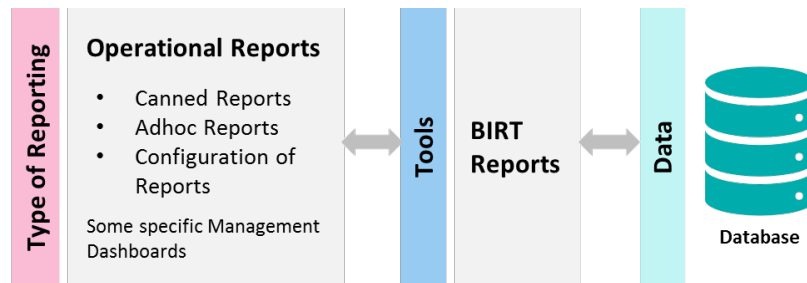 Type of Reporting
Operational Reports
• Canned Reports
• Adhoc Reports
• Configuration of
Reports
Some specific Management
Dashboards
Tools
BIRT
Reports
Data
Database